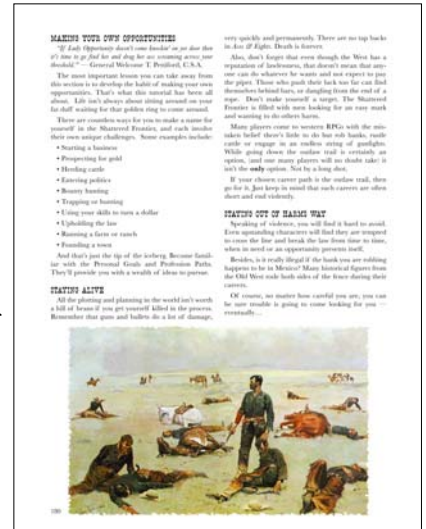 MAKING YOUR OWN OPPORTUNITIES
"If Lady Opportunity doesn't come knockin' on yer door then
it's time to go find her and drag her ass screaming across your
threshold." — General Welcome T. Pettiford, U.S.A.
The most important lesson you can take away from
this section is to develop the habit of making your own
opportunities. That's what this tutorial has been all
about. Life isn't always about sitting around on your
fat duff waiting for that golden ring to come around.
There are countless ways for you to make a name for
yourself in the Shattered Frontier, and each involve
their own unique challenges. Some examples include:
• Starting a business
• Prospecting for gold
• Herding cattle
• Entering politics
• Bounty hunting
• Trapping or hunting
• Using your skills to turn a dollar
• Upholding the law
• Running a farm or ranch
• Founding a town
And that's just the tip of the iceberg. Become famil-
iar with the Personal Goals and Profession Paths.
They'll provide you with a wealth of ideas to pursue.
STAYING ALIVE
All the plotting and planning in the world isn't worth
a hill of beans if you get yourself killed in the process.
Remember that guns and bullets do a lot of damage,
very quickly and permanently. There are no tap backs
in Aces & Eights. Death is forever.
Also, don't forget that even though the West has a
reputation of lawlessness, that doesn't mean that any-
one can do whatever he wants and not expect to pay
the piper. Those who push their luck too far can find
themselves behind bars, or dangling from the end of a
rope. Don't make yourself a target. The Shattered
Frontier is filled with men looking for an easy mark
and wanting to do others harm.
Many players come to western RPGs with the mis-
taken belief there's little to do but rob banks, rustle
cattle or engage in an endless string of gunfights.
While going down the outlaw trail is certainly an
option, (and one many players will no doubt take) it
isn't the only option. Not by a long shot.
If your chosen career path is the outlaw trail, then
go for it. Just keep in mind that such careers are often
short and end violently.
STAYING OUT OF HARMS WAY
Speaking of violence, you will find it hard to avoid.
Even upstanding characters will find they are tempted
to cross the line and break the law from time to time,
when in need or an opportunity presents itself.
Besides, is it really illegal if the bank you are robbing
happens to be in Mexico? Many historical figures from
the Old West rode both sides of the fence during their
careers.
Of course, no matter how careful you are, you can
be sure trouble is going to come looking for you —
eventually…